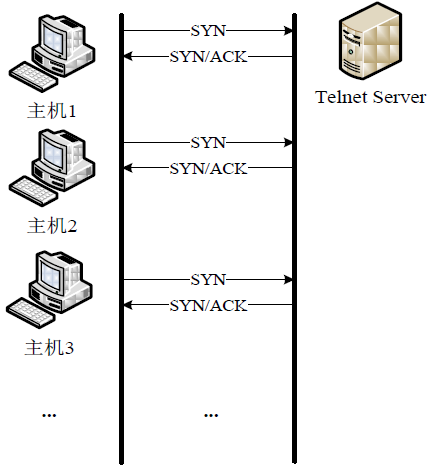 SYN
SYN/ACK
主机1
Telnet Server
SYN
SYN/ACK
主机2
SYN
SYN/ACK
主机3
...
...